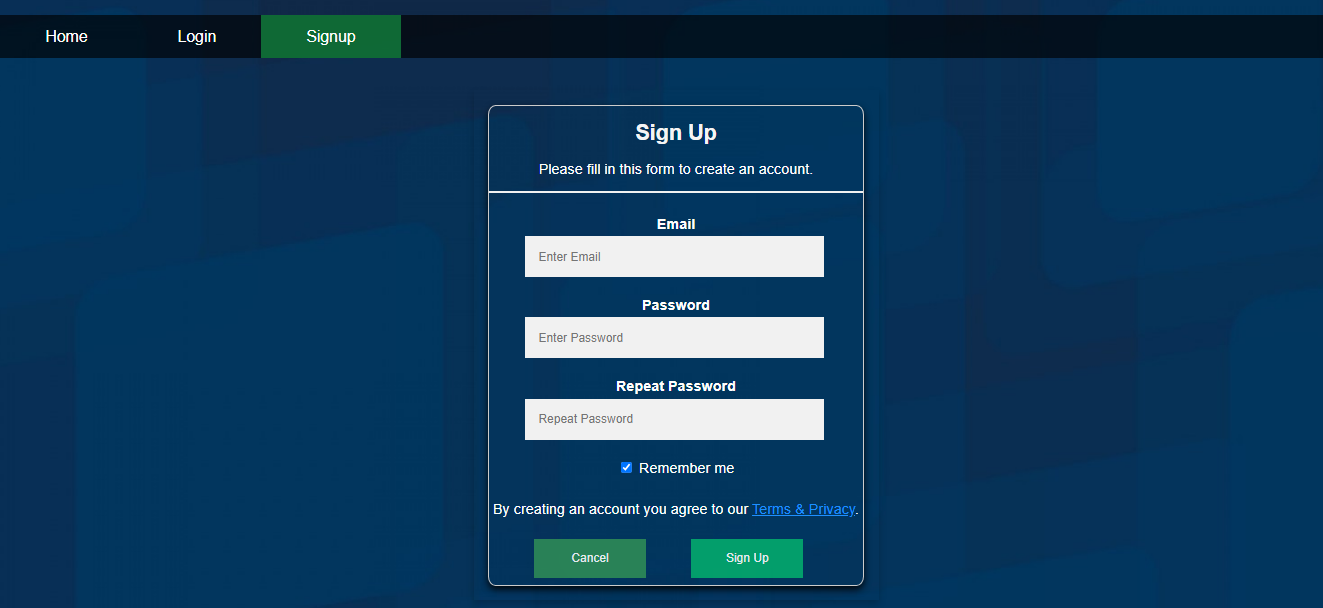 Home Login Signup
Sign Up
Please fill in this form to create an account.
Email
Enter Email
Password
Enter Password
Repeat Password
Repeat Password
Remember me
By creating an account you agree to our Terms & Privacy.
Cancel Sign Up